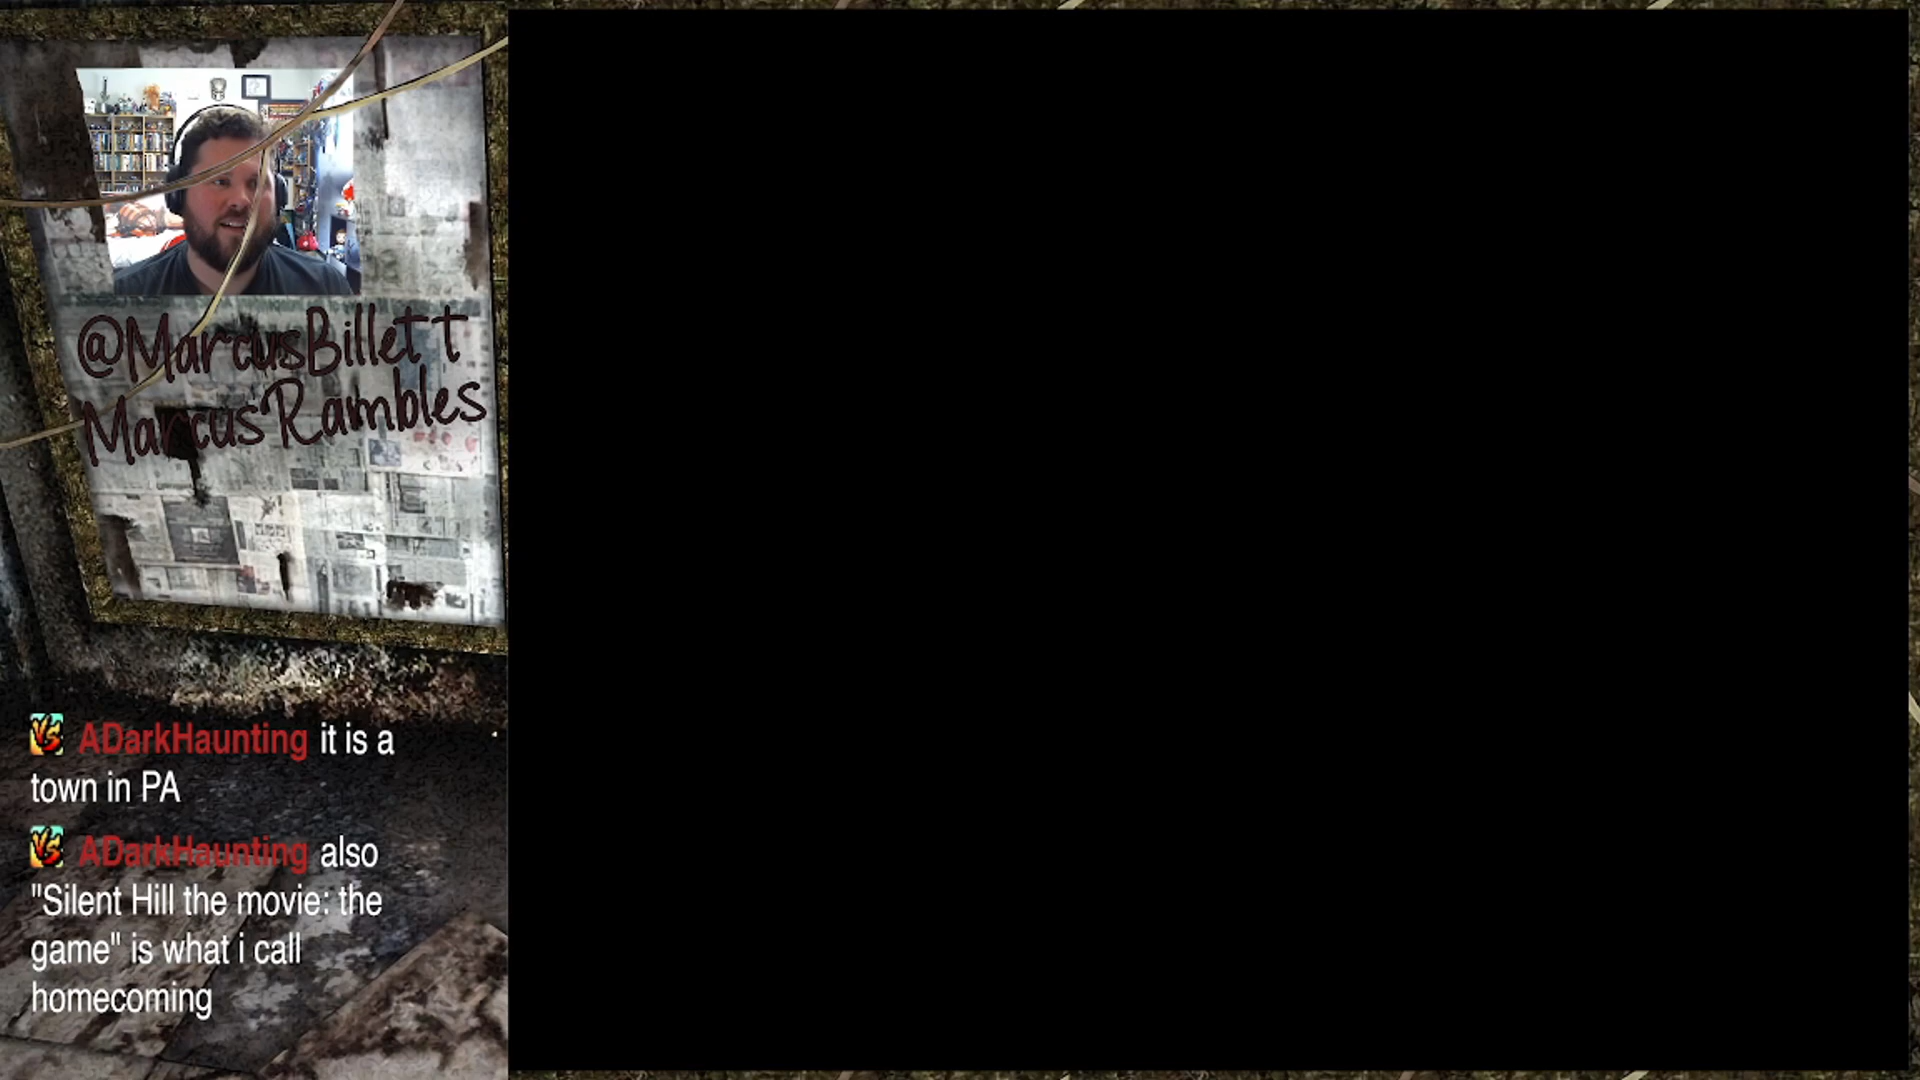 @MarcusBillett
MarcusRambles
ADarkHaunting it is a
town in PA
ADarkHaunting also
"Silent Hill the movie: the
game" is what i call
homecoming